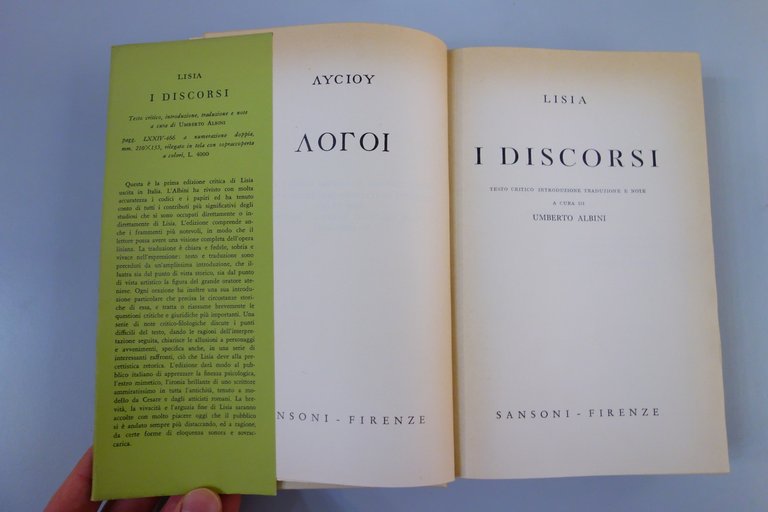 LISIA
I DISCORSI
Testo critico, introduzione, traduzione e note
a cura di UMBERTO ALBINI
pagg. LXXIV-466 a numerazione doppia,
mm. 210×135, rilegato in tela con sopraccoperta
a colori, L. 4000
Questa è la prima edizione critica di Lisia
uscita in Italia. L'Albini ha rivisto con molta
accuratezza i codici e i papiri ed ha tenuto
conto di tutti i contributi più significativi degli
studiosi che si sono occupati direttamente o in-
direttamente di Lisia. L'edizione comprende an-
che i frammenti più notevoli, in modo che il
lettore possa avere una visione completa dell'opera
lisiana. La traduzione è chiara e fedele, sobria e
vivace nell'espressione: testo e traduzione sono
preceduti da un'amplissima introduzione, che il-
lustra sia dal punto di vista storico, sia dal punto
di vista artistico la figura del grande oratore ate-
niese. Ogni orazione ha inoltre una sua introdu-
zione particolare che precisa le circostanze stori-
che di essa, e tratta o riassume brevemente le
questioni critiche e giuridiche più importanti. Una
serie di note critico-filologiche discute i punti
difficili del testo, dando le ragioni dell'interpre-
tazione seguita, chiarisce le allusioni a personaggi
e avvenimenti, specifica anche, in una serie di
interessanti raffronti, ciò che Lisia deve alla pre-
cettistica retorica. L'edizione darà modo al pub-
blico italiano di apprezzare la finezza psicologica,
l'estro mimetico, l'ironia brillante di uno scrittore
ammiratissimo in tutta l'antichità, tenuto a mo-
dello da Cesare e dagli atticisti romani. La bre-
vità, la vivacità e l'arguzia fine di Lisia saranno
accolte con molto piacere oggi che il pubblico
si è andato sempre più distaccando, ed a ragione,
da certe forme di eloquenza sonora e sovrac-
carica.
ΛΥΣΙΟΥ
ΛΟΓΟΙ
NSONI - FIRENZE
LISIA
I DISCORSI
TESTO CRITICO INTRODUZIONE TRADUZIONE E NOTE
A CURA DI
UMBERTO ALBINI
SANSONI - FIRENZE